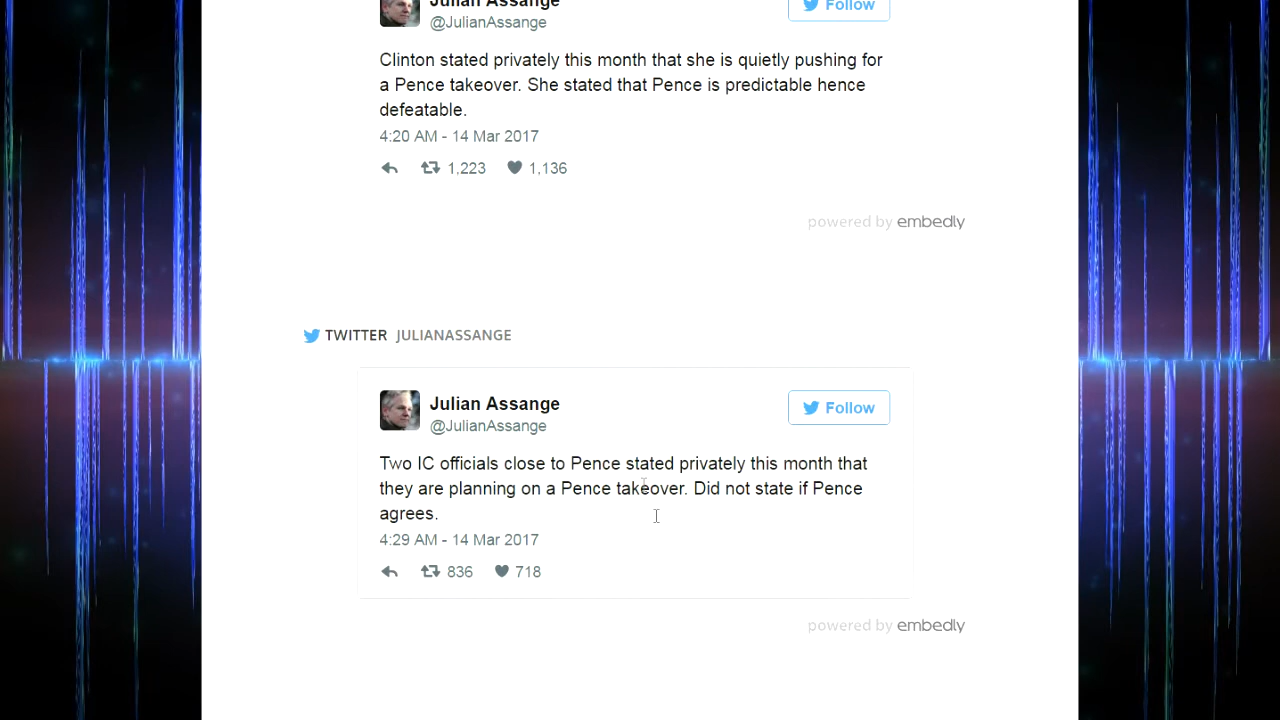 Julian Assange
Follow
@JulianAssange
Clinton stated privately this month that she is quietly pushing for
a Pence takeover. She stated that Pence is predictable hence
defeatable.
4:20 AM - 14 Mar 2017
1,223 1,136
powered by embedly
TWITTER JULIANASSANGE
Julian Assange
Follow
@JulianAssange
Two IC officials close to Pence stated privately this month that
they are planning on a Pence takeover. Did not state if Pence
agrees.
4:29 AM - 14 Mar 2017
836 718
powered by embedly